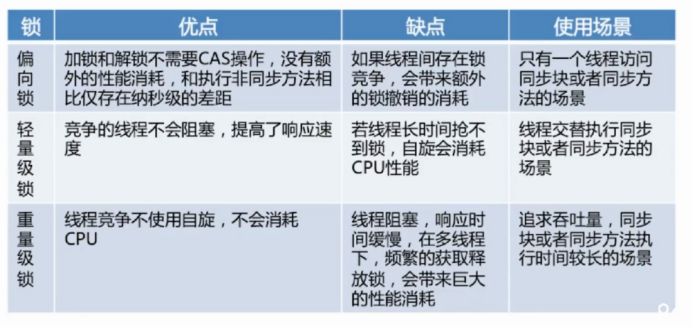 锁 优点 缺点 使用场景
偏 加锁和解锁不需要CAS操作，没有额 如果线程间存在锁 只有一个线程访问
向 外的性能消耗，和执行非同步方法相 竞争，会带来额外 同步块或者同步方
锁 比仅存在纳秒级的差距 的锁撤销的消耗 法的场景
轻 竞争的线程不会阻塞，提高了响应速 若线程长时间抢不 线程交替执行同步
量 度 到锁，自旋会消耗 块或者同步方法的
级 CPU性能 场景
锁
重 线程竞争不使用自旋，不会消耗 线程阻塞，响应时 追求吞吐量，同步
量 CPU 间缓慢，在多线程 块或者同步方法执
级 下，频繁的获取释 行时间较长的场景
锁 放锁，会带来巨大
的性能消耗